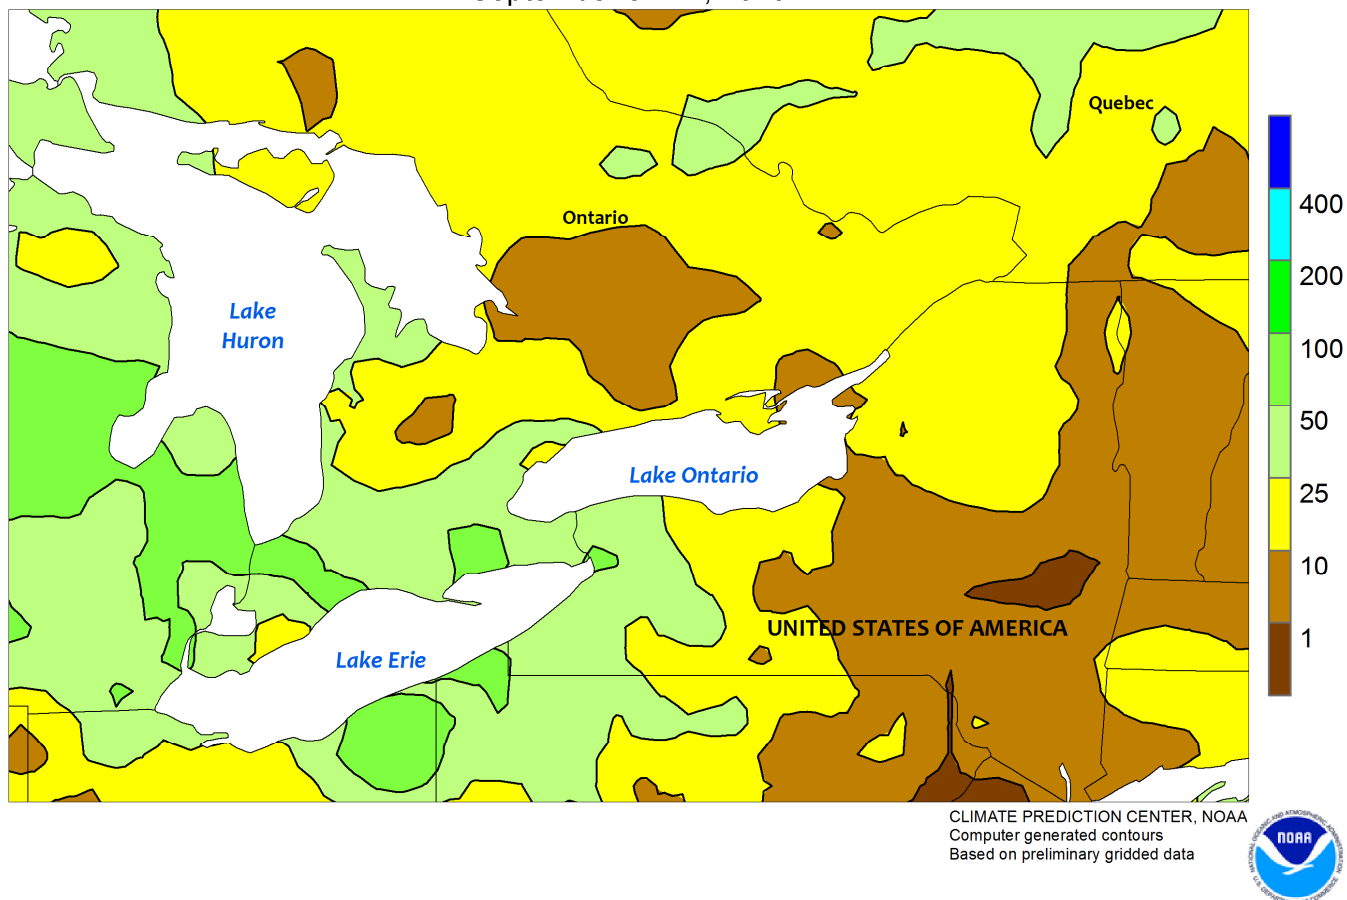 Quebec
Ontario
Lake
Huron
Lake Ontario
UNITED STATES OF AMERICA
Lake Erie
400
200
100
50
25
10
1
CLIMATE PREDICTION CENTER, NOAA
Computer generated contours
Based on preliminary gridded data
NOAA